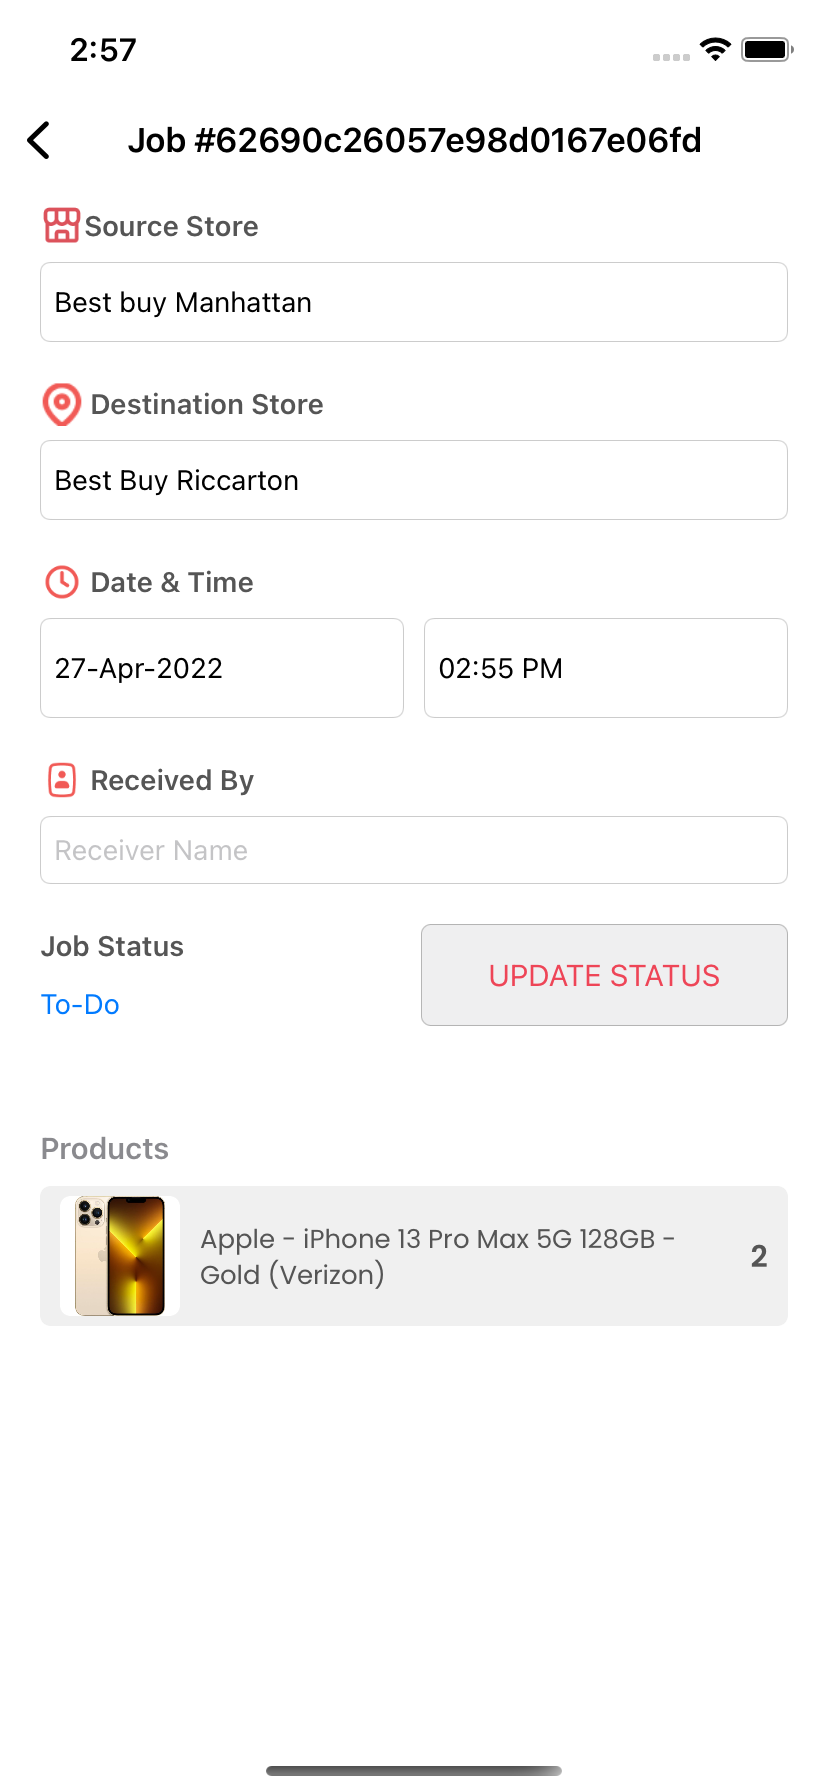 2:57
Job #62690c26057e98d0167e06fd
Source Store
Best buy Manhattan
Destination Store
Best Buy Riccarton
Date & Time
27-Apr-2022
02:55 PM
Received By
Receiver Name
Job Status
UPDATE STATUS
To-Do
Products
Apple - iPhone 13 Pro Max 5G 128GB -
Gold (Verizon)
2